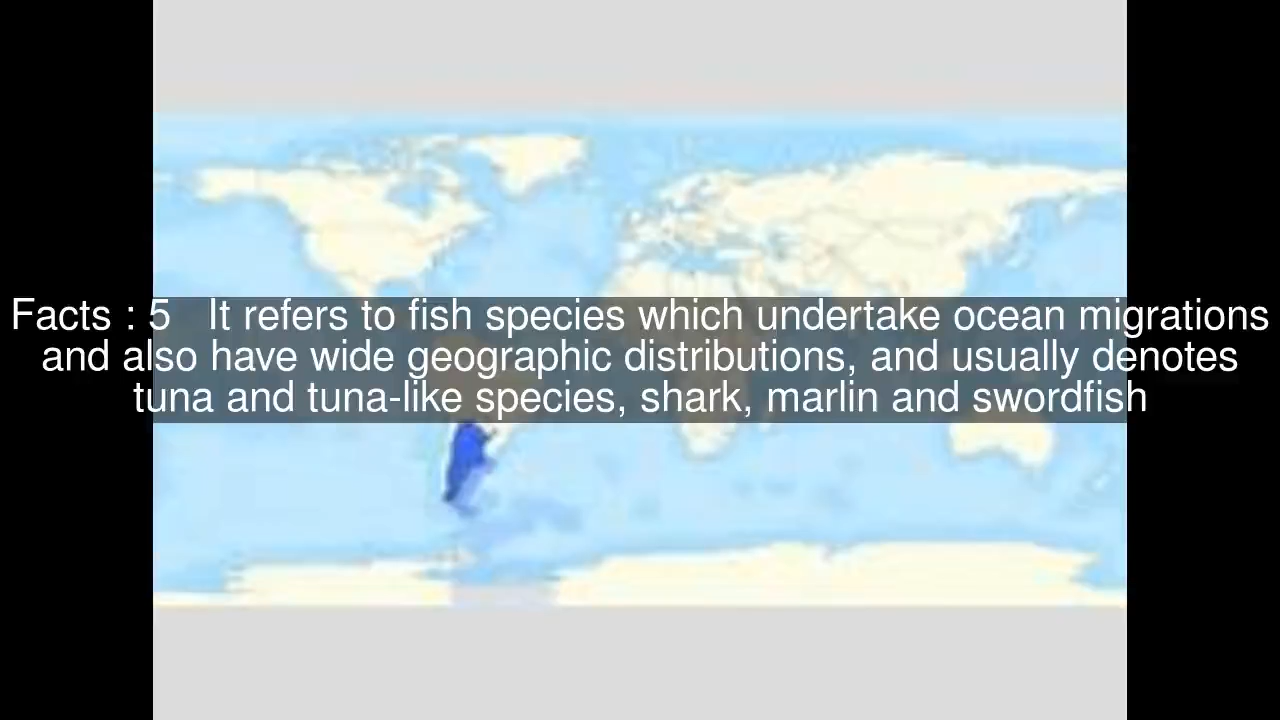 Facts : 5 It refers to fish species which undertake ocean migrations
and also have wide geographic distributions, and usually denotes
tuna and tuna-like species, shark, marlin and swordfish